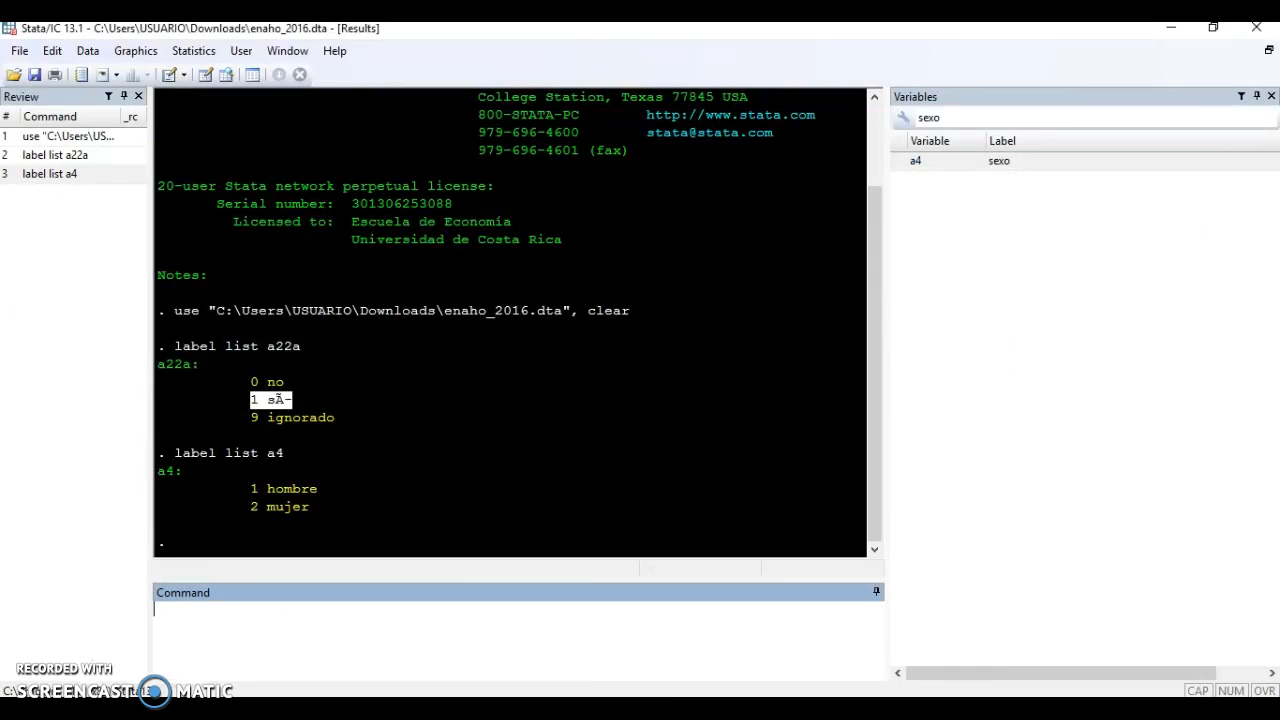 Stata/IC 13.1 - C:\Users\USUARIO\Downloads\enaho_2016.dta - [Results]
File Edit Data Graphics Statistics User Window Help
Review
# Command _rc
1 use "C:\Users\US...
2 label list a22a
3 label list a4
College Station, Texas 77845 USA
800-STATA-PC http://www.stata.com
979-696-4600 stata@stata.com
979-696-4601 (fax)
20-user Stata network perpetual license:
Serial number: 301306253088
Licensed to: Escuela de Economía
Universidad de Costa Rica
Notes:
. use "C:\Users\USUARIO\Downloads\enaho_2016.dta", clear
. label list a22a
a22a:
0 no
1 sÃ-
9 ignorado
. label list a4
a4:
1 hombre
2 mujer
.
Command
Variables
sexo
Variable Label
a4 sexo
CAP NUM OVR
RECORDED WITH
SCREENCAST MATIC